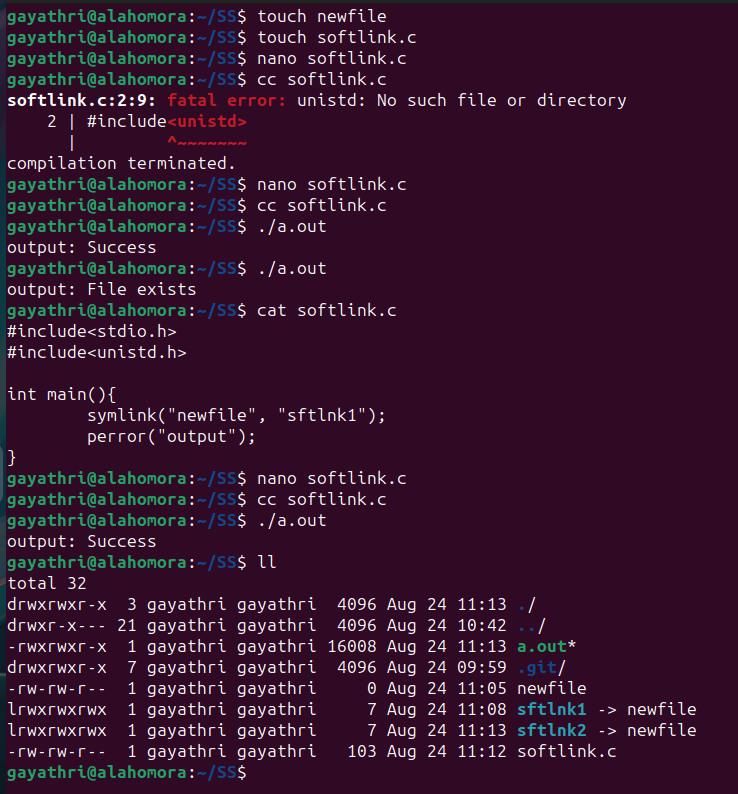 gayathri@alahomora:~/SS$ touch newfile
gayathri@alahomora:~/SS$ touch softlink.c
gayathri@alahomora:~/SS$ nano softlink.c
gayathri@alahomora:~/SS$ cc softlink.c
softlink.c:2:9: fatal error: unistd: No such file or directory
    2 | #include<unistd>
      |         ^~~~~~~~
compilation terminated.
gayathri@alahomora:~/SS$ nano softlink.c
gayathri@alahomora:~/SS$ cc softlink.c
gayathri@alahomora:~/SS$ ./a.out
output: Success
gayathri@alahomora:~/SS$ ./a.out
output: File exists
gayathri@alahomora:~/SS$ cat softlink.c
#include<stdio.h>
#include<unistd.h>

int main(){
        symlink("newfile", "sftlnk1");
        perror("output");
}
gayathri@alahomora:~/SS$ nano softlink.c
gayathri@alahomora:~/SS$ cc softlink.c
gayathri@alahomora:~/SS$ ./a.out
output: Success
gayathri@alahomora:~/SS$ ll
total 32
drwxrwxr-x  3 gayathri gayathri  4096 Aug 24 11:13 ./
drwxr-x--- 21 gayathri gayathri  4096 Aug 24 10:42 ../
-rwxrwxr-x  1 gayathri gayathri 16008 Aug 24 11:13 a.out*
drwxrwxr-x  7 gayathri gayathri  4096 Aug 24 09:59 .git/
-rw-rw-r--  1 gayathri gayathri     0 Aug 24 11:05 newfile
lrwxrwxrwx  1 gayathri gayathri     7 Aug 24 11:08 sftlnk1 -> newfile
lrwxrwxrwx  1 gayathri gayathri     7 Aug 24 11:13 sftlnk2 -> newfile
-rw-rw-r--  1 gayathri gayathri   103 Aug 24 11:12 softlink.c
gayathri@alahomora:~/SS$